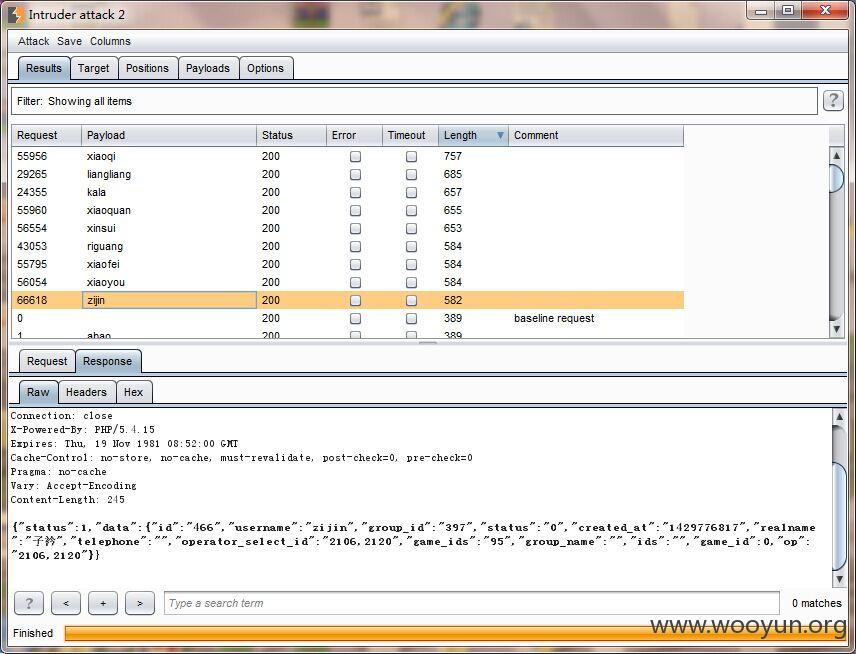 Intruder attack 2
Attack Save Columns
Results Target Positions Payloads Options
Filter: Showing all items
?
Request Payload Status Error Timeout Length Comment
55956 xiaoqi 200 757
29265 liangliang 200 685
24355 kala 200 657
55960 xiaoquan 200 655
56554 xinsui 200 653
43053 riguang 200 584
55795 xiaofei 200 584
56054 xiaoyou 200 584
66618 zijin 200 582
0 200 389 baseline request
1 abao 200 389
Request Response
Raw Headers Hex
Connection: close
X-Powered-By: PHP/5.4.15
Expires: Thu, 19 Nov 1981 08:52:00 GMT
Cache-Control: no-store, no-cache, must-revalidate, post-check=0, pre-check=0
Pragma: no-cache
Vary: Accept-Encoding
Content-Length: 245
{"status":1,"data":{"id":"466","username":"zijin","group_id":"397","status":"0","created_at":"1429776817","realname
":"子衿","telephone":"","operator_select_id":"2106,2120","game_ids":"95","group_name":"","ids":"","game_id":0,"op":
"2106,2120"}}
? < + > Type a search term 0 matches
Finished
www.wooyun.org